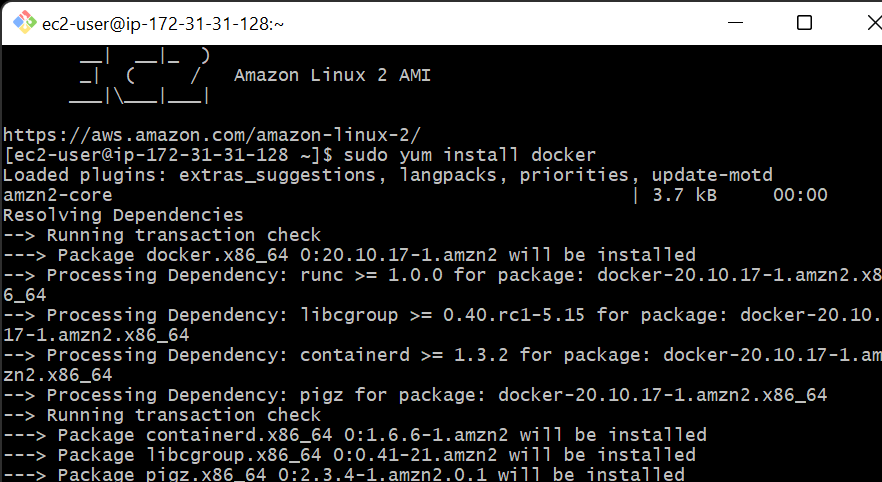 ec2-user@ip-172-31-31-128:~
       __|  __|_  )
       _|  (     /   Amazon Linux 2 AMI
      ___|\___|___|
https://aws.amazon.com/amazon-linux-2/
[ec2-user@ip-172-31-31-128 ~]$ sudo yum install docker
Loaded plugins: extras_suggestions, langpacks, priorities, update-motd
amzn2-core                                               | 3.7 kB     00:00
Resolving Dependencies
--> Running transaction check
---> Package docker.x86_64 0:20.10.17-1.amzn2 will be installed
--> Processing Dependency: runc >= 1.0.0 for package: docker-20.10.17-1.amzn2.x8
6_64
--> Processing Dependency: libcgroup >= 0.40.rc1-5.15 for package: docker-20.10.
17-1.amzn2.x86_64
--> Processing Dependency: containerd >= 1.3.2 for package: docker-20.10.17-1.am
zn2.x86_64
--> Processing Dependency: pigz for package: docker-20.10.17-1.amzn2.x86_64
--> Running transaction check
---> Package containerd.x86_64 0:1.6.6-1.amzn2 will be installed
---> Package libcgroup.x86_64 0:0.41-21.amzn2 will be installed
---> Package pigz.x86_64 0:2.3.4-1.amzn2.0.1 will be installed